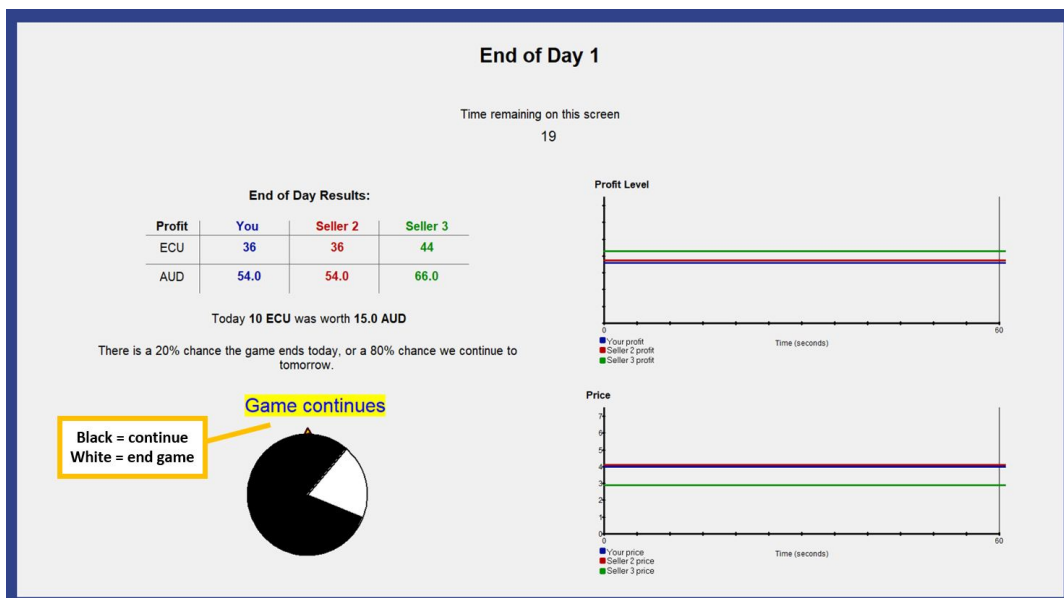 End of Day 1
Time remaining on this screen
19
End of Day Results:
Profit You Seller 2 Seller 3
ECU 36 36 44
AUD 54.0 54.0 66.0
Today 10 ECU was worth 15.0 AUD
There is a 20% chance the game ends today, or a 80% chance we continue to
tomorrow.
Game continues
Black = continue
White = end game
Profit Level
0 60
Time (seconds)
Your profit
Seller 2 profit
Seller 3 profit
Price
7
6
5
4
3
2
1
0
0 60
Time (seconds)
Your price
Seller 2 price
Seller 3 price